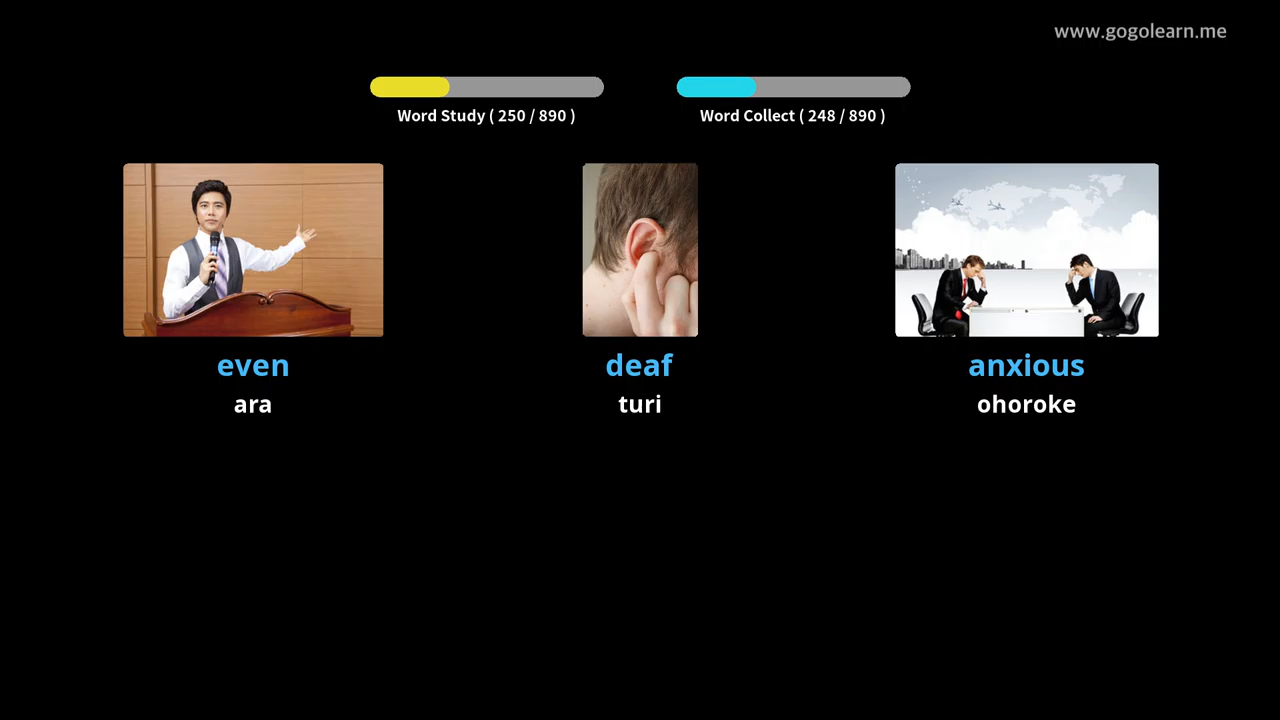 www.gogolearn.me
Word Study ( 250 / 890 )
Word Collect ( 248 / 890 )
even
ara
deaf
turi
anxious
ohoroke